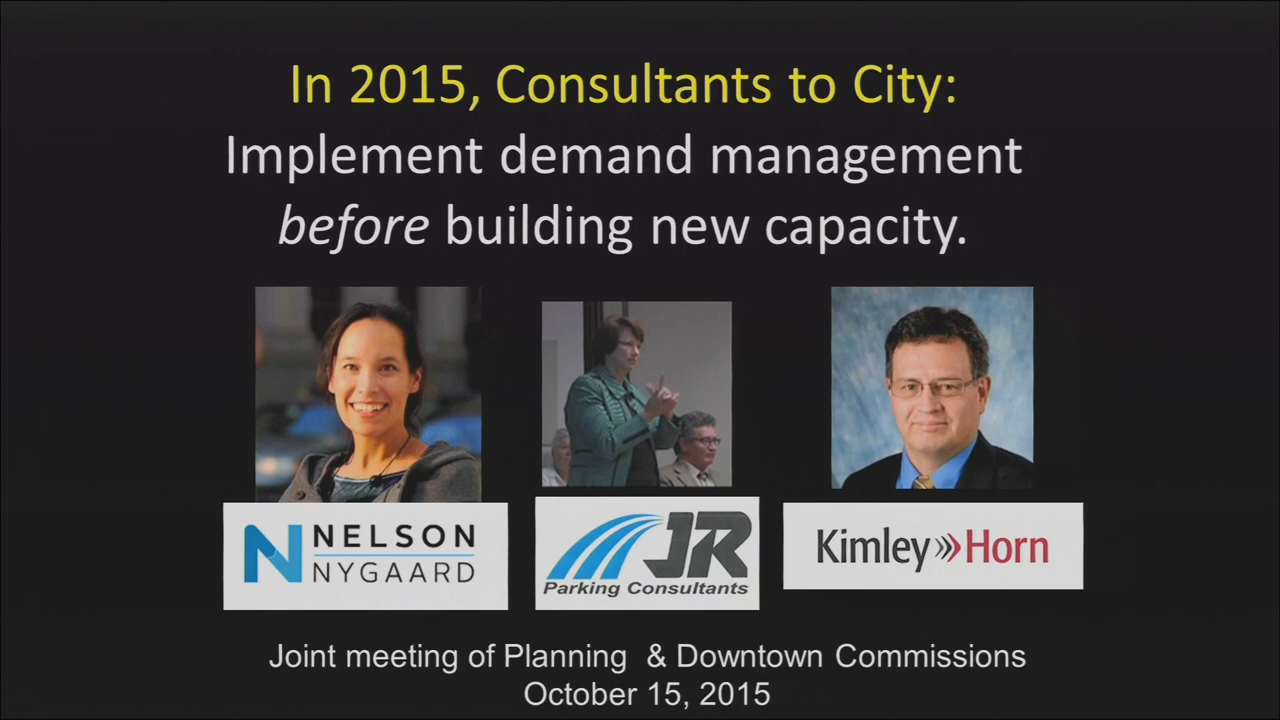 In 2015, Consultants to City:
Implement demand management
before building new capacity.
NELSON
NYGAARD
JR
Parking Consultants
Kimley»Horn
Joint meeting of Planning & Downtown Commissions
October 15, 2015